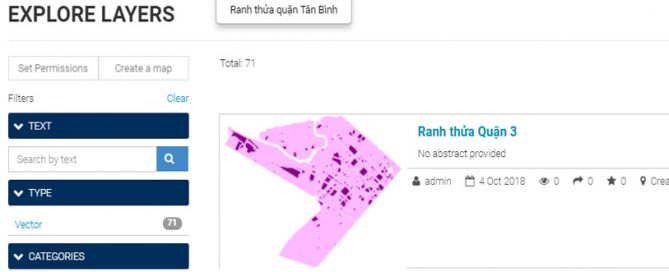 EXPLORE LAYERS
Ranh thửa quận Tân Bình
Set Permissions
Create a map
Total: 71
Filters
Clear
TEXT
Search by text
TYPE
Vector
71
CATEGORIES
Ranh thửa Quận 3
No abstract provided
admin 4 Oct 2018 0 0 0 Crea